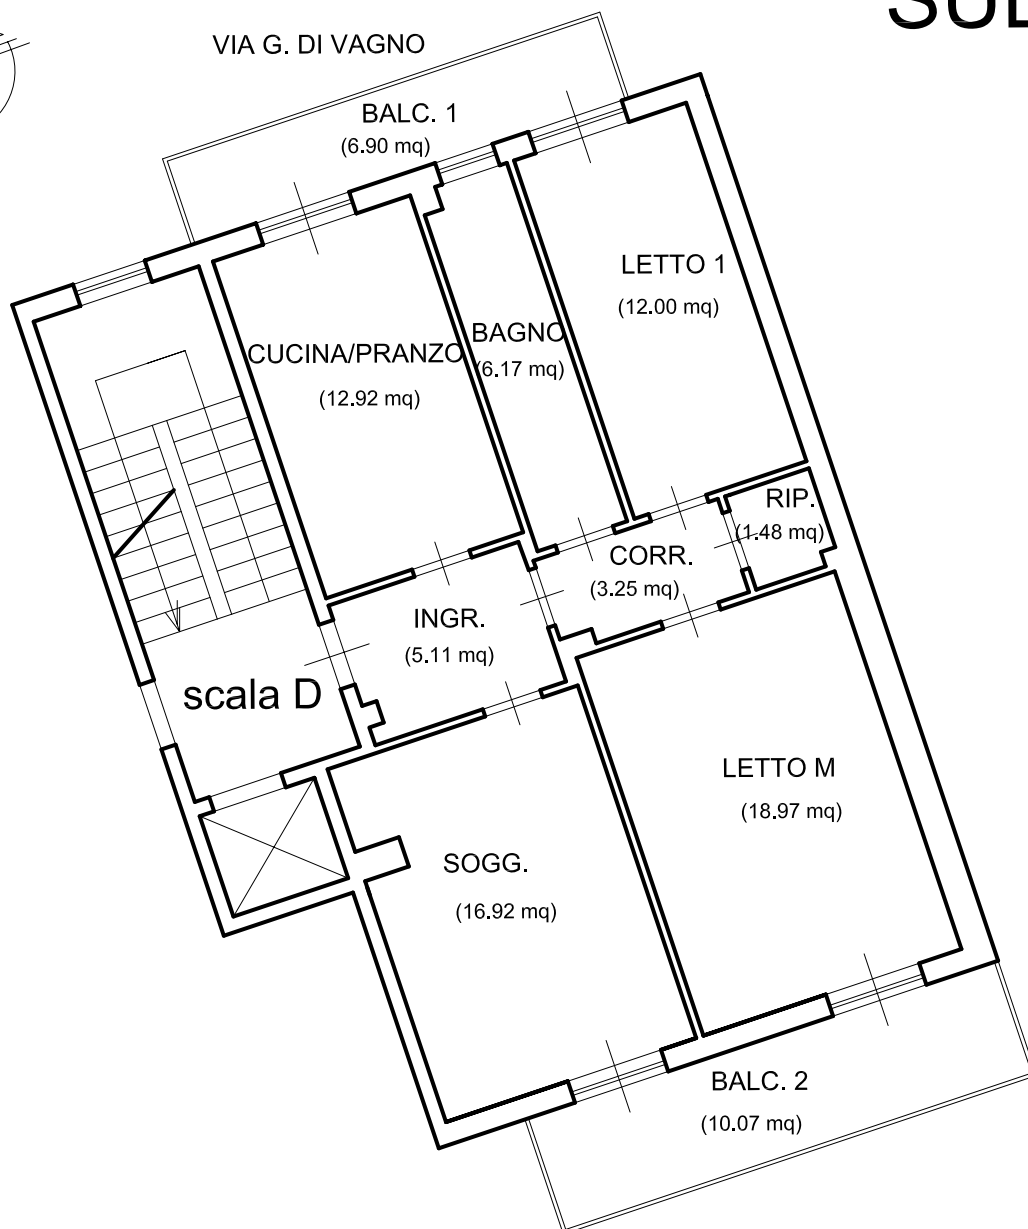 SUB
VIA G. DI VAGNO
BALC. 1
(6.90 mq)
LETTO 1
(12.00 mq)
BAGNO
(6.17 mq)
CUCINA/PRANZO
(12.92 mq)
RIP.
(1.48 mq)
CORR.
(3.25 mq)
INGR.
(5.11 mq)
scala D
LETTO M
(18.97 mq)
SOGG.
(16.92 mq)
BALC. 2
(10.07 mq)